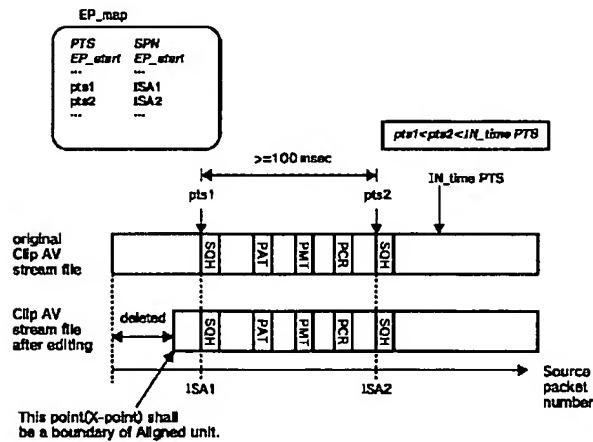 EP_map
PTS SPN
EP_start EP_start
... ...
pts1 ISA1
pts2 ISA2
... ...
pts1<pts2<IN_time PTS
>=100 msec
pts1 pts2 IN_time PTS
original
Clip AV
stream file
SQH PAT PMT PCR SQH
Clip AV
stream file
after editing
deleted
SQH PAT PMT PCR SQH
ISA1 ISA2
Source
packet
number
This point(X-point) shall
be a boundary of Aligned unit.